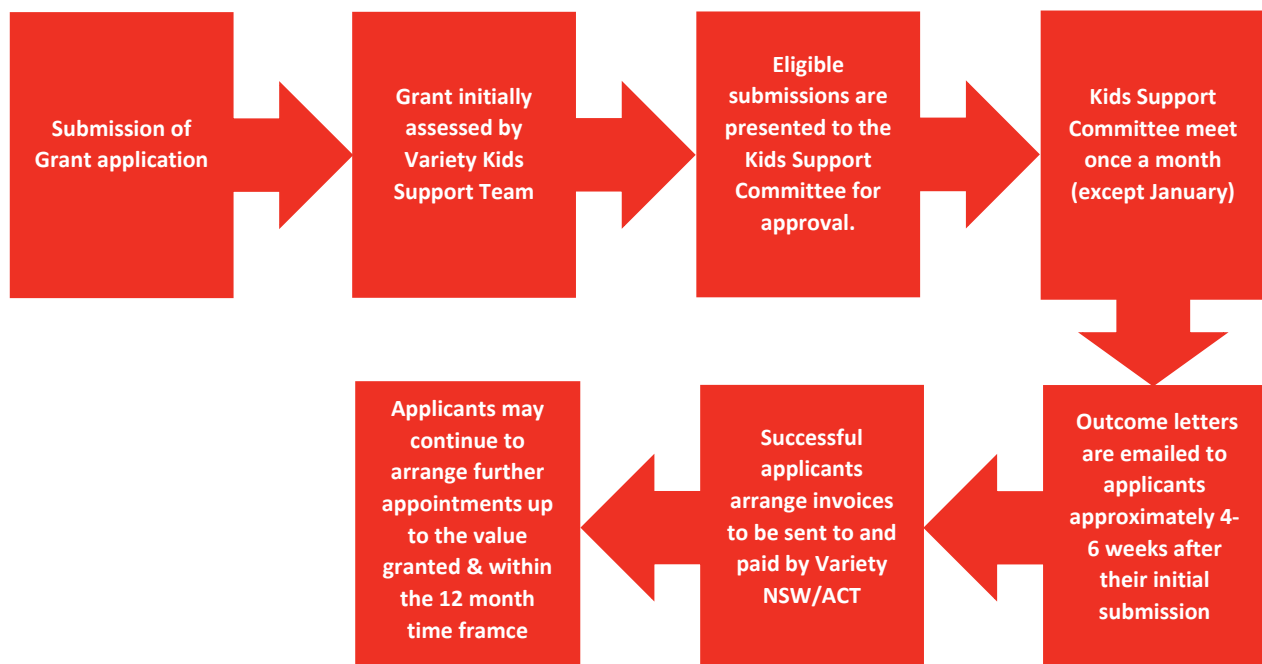 Submission of
Grant application
Grant initially
assessed by
Variety Kids
Support Team
Eligible
submissions are
presented to the
Kids Support
Committee for
approval.
Kids Support
Committee meet
once a month
(except January)
Outcome letters
are emailed to
applicants
approximately 4-
6 weeks after
their initial
submission
Successful
applicants
arrange invoices
to be sent to and
paid by Variety
NSW/ACT
Applicants may
continue to
arrange further
appointments up
to the value
granted & within
the 12 month
time framce